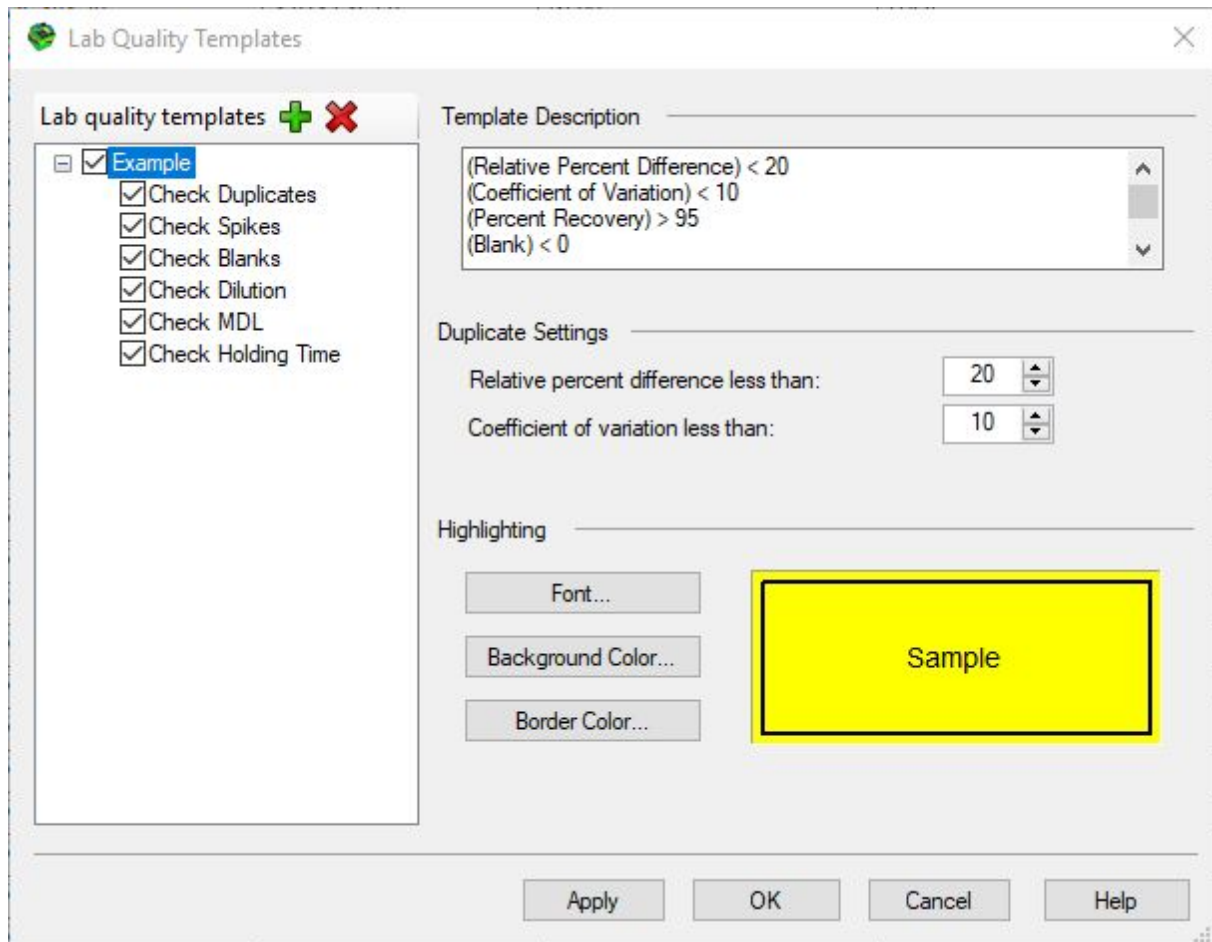 Lab Quality Templates
Lab quality templates
Example
Check Duplicates
Check Spikes
Check Blanks
Check Dilution
Check MDL
Check Holding Time
Template Description
(Relative Percent Difference) < 20
(Coefficient of Variation) < 10
(Percent Recovery) > 95
(Blank) < 0
Duplicate Settings
Relative percent difference less than: 20
Coefficient of variation less than: 10
Highlighting
Font...
Background Color...
Border Color...
Sample
Apply OK Cancel Help